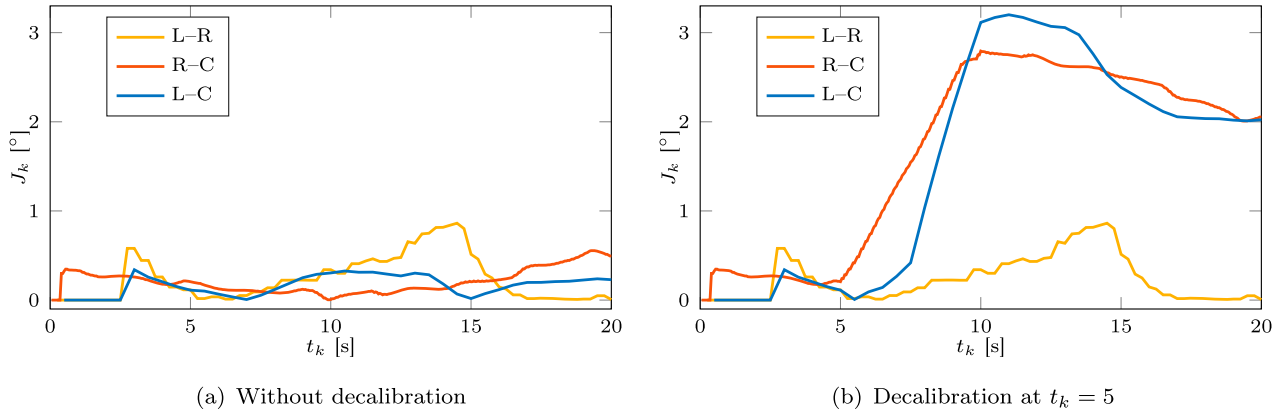 3
2
1
0
J_k [°]
L–R
R–C
L–C
0 5 10 15 20
t_k [s]
(a) Without decalibration
3
2
1
0
J_k [°]
L–R
R–C
L–C
0 5 10 15 20
t_k [s]
(b) Decalibration at t_k = 5